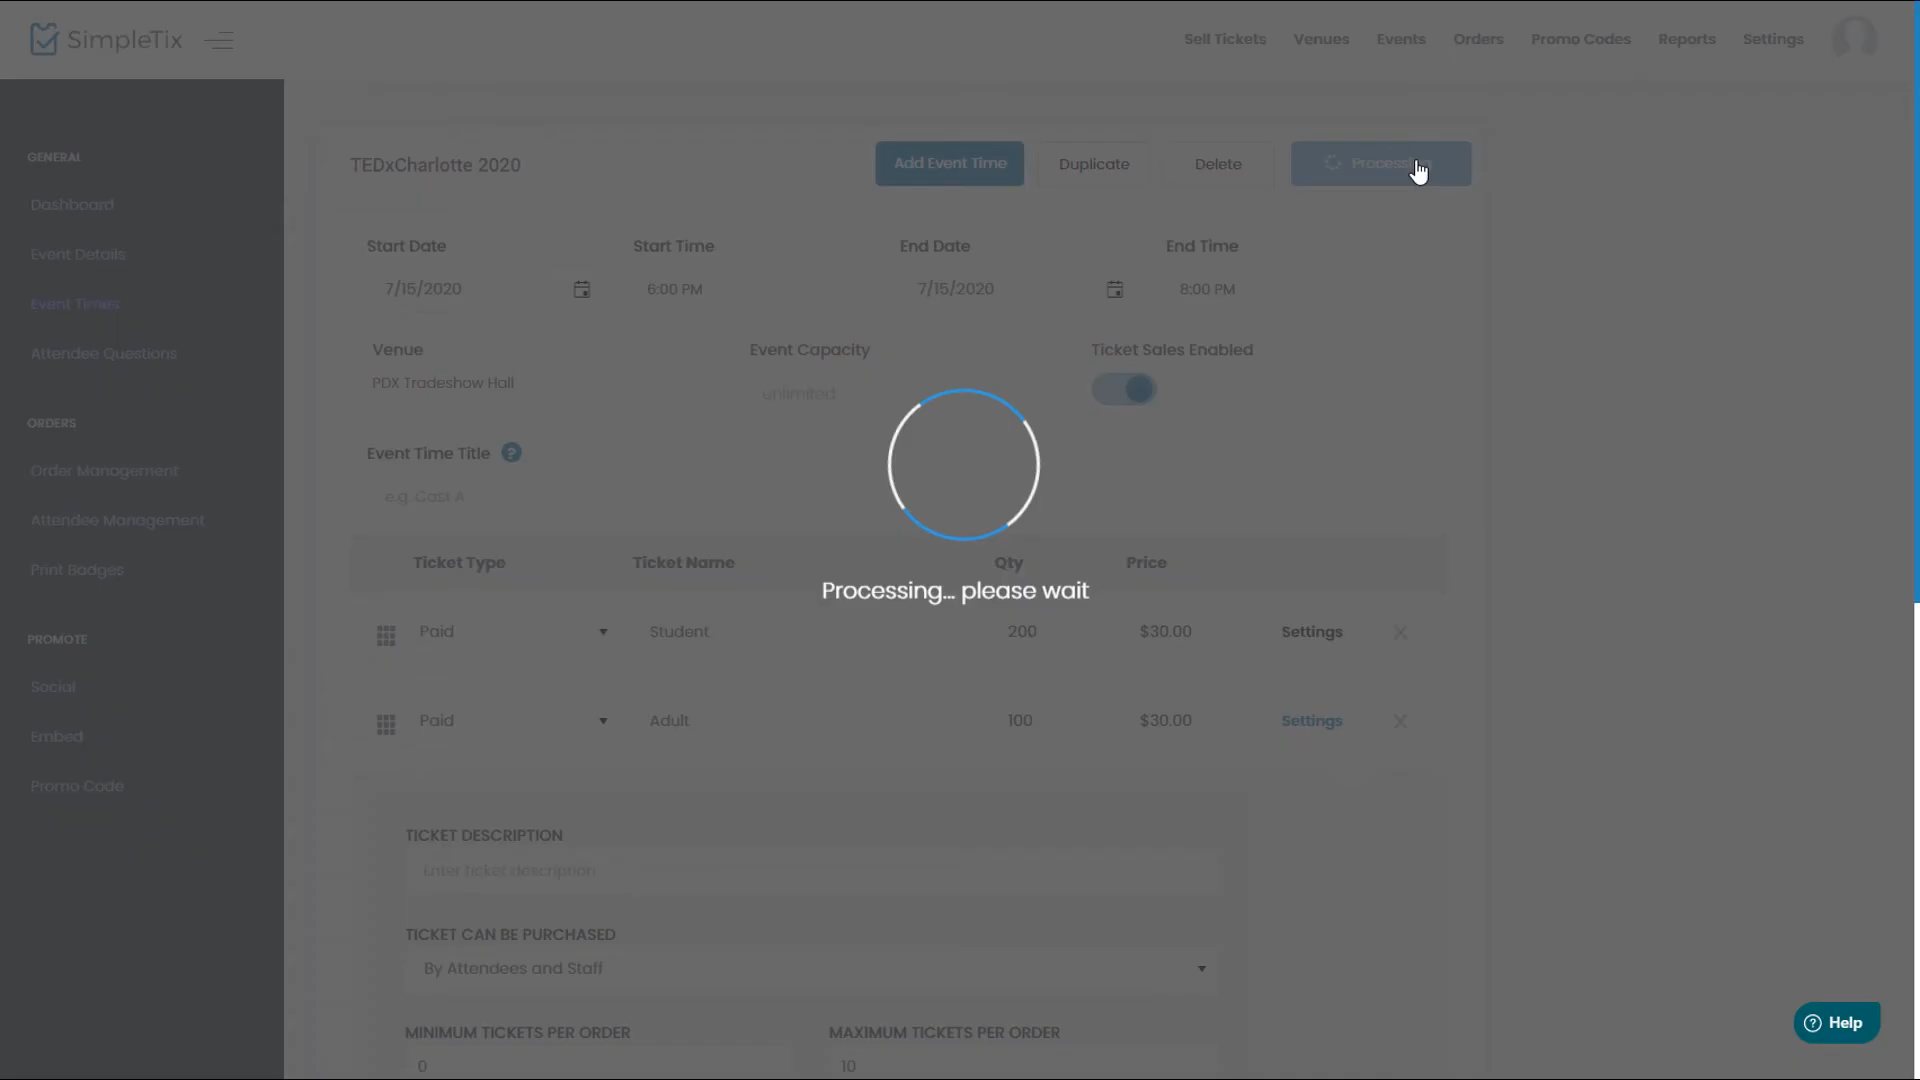 SimpleTix
Sell Tickets Venues Events Orders Promo Codes Reports Settings
GENERAL
Dashboard
Event Details
Event Times
Attendee Questions
ORDERS
Order Management
Attendee Management
Print Badges
PROMOTE
Social
Embed
Promo Code
TEDxCharlotte 2020
Add Event Time Duplicate Delete Processing
Start Date Start Time End Date End Time
7/15/2020 6:00 PM 7/15/2020 8:00 PM
Venue Event Capacity Ticket Sales Enabled
PDX Tradeshow Hall unlimited
Event Time Title ?
e.g. Cast A
Ticket Type Ticket Name Qty Price
Processing... please wait
Paid Student 200 $30.00 Settings
Paid Adult 100 $30.00 Settings
TICKET DESCRIPTION
Enter ticket description
TICKET CAN BE PURCHASED
By Attendees and Staff
MINIMUM TICKETS PER ORDER MAXIMUM TICKETS PER ORDER
0 10
? Help